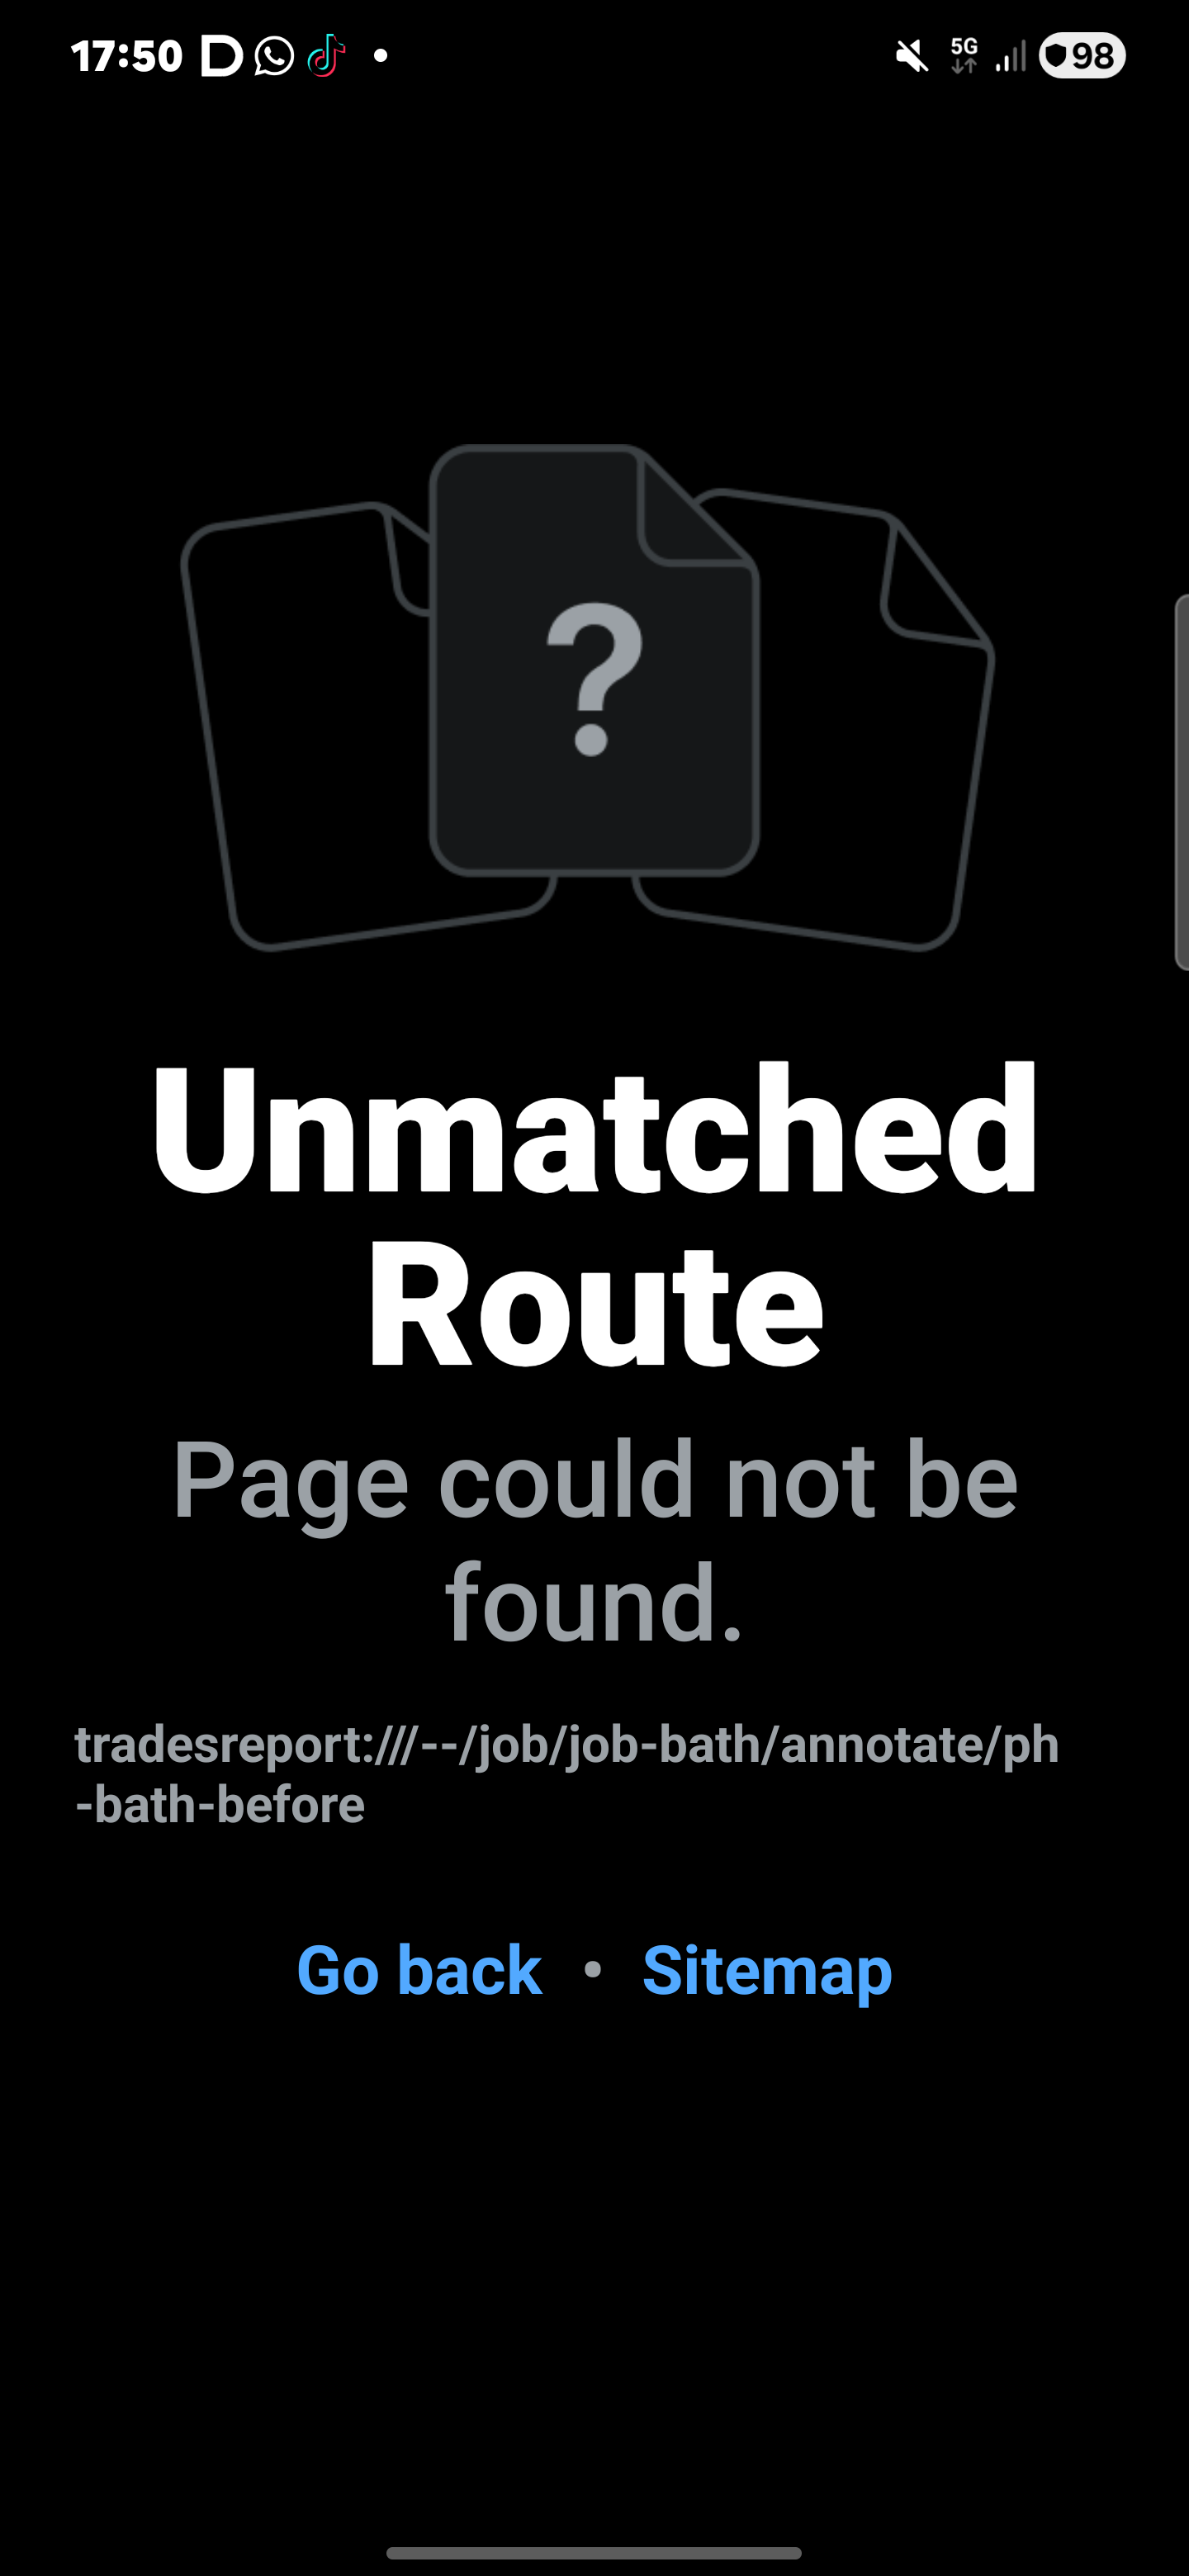 17:50
5G
98
?
Unmatched
Route
Page could not be
found.
tradesreport:///--/job/job-bath/annotate/ph
-bath-before
Go back • Sitemap